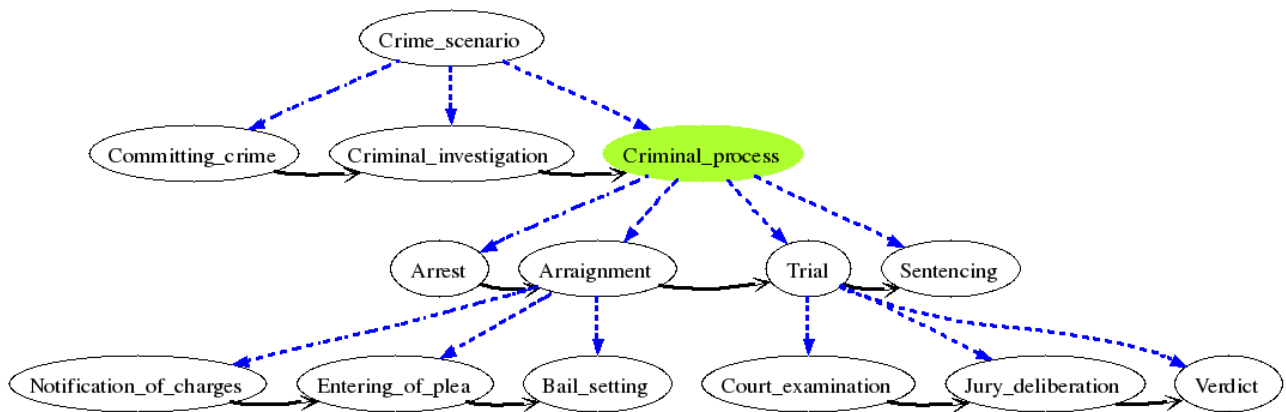 Crime_scenario
Committing_crime
Criminal_investigation
Criminal_process
Arrest
Arraignment
Trial
Sentencing
Notification_of_charges
Entering_of_plea
Bail_setting
Court_examination
Jury_deliberation
Verdict